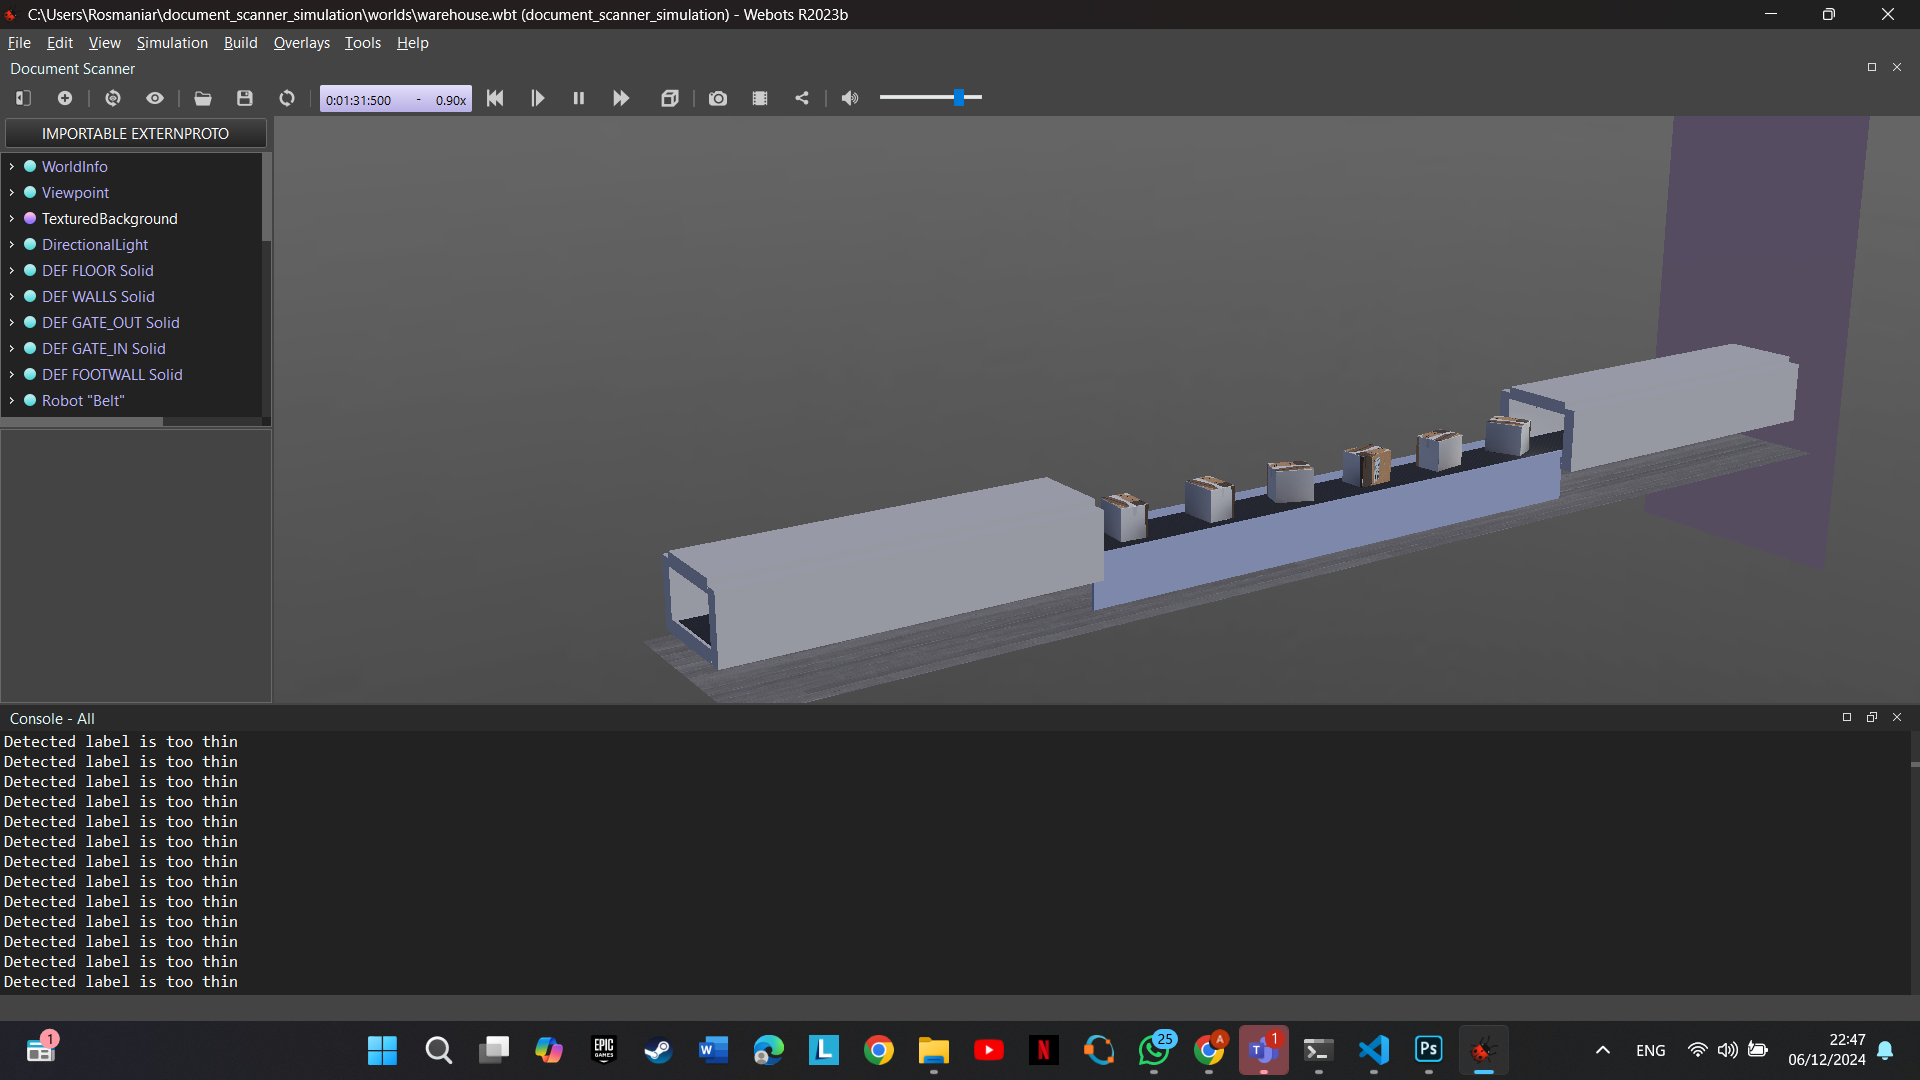 C:\Users\Rosmaniar\document_scanner_simulation\worlds\warehouse.wbt (document_scanner_simulation) - Webots R2023b
File Edit View Simulation Build Overlays Tools Help
Document Scanner
0:01:31:500 - 0.90x
IMPORTABLE EXTERNPROTO
WorldInfo
Viewpoint
TexturedBackground
DirectionalLight
DEF FLOOR Solid
DEF WALLS Solid
DEF GATE_OUT Solid
DEF GATE_IN Solid
DEF FOOTWALL Solid
Robot "Belt"
Console - All
Detected label is too thin
Detected label is too thin
Detected label is too thin
Detected label is too thin
Detected label is too thin
Detected label is too thin
Detected label is too thin
Detected label is too thin
Detected label is too thin
Detected label is too thin
Detected label is too thin
Detected label is too thin
Detected label is too thin
1
EPIC
GAMES
W
L
N
25
A
T
1
Ps
ENG
22:47
06/12/2024